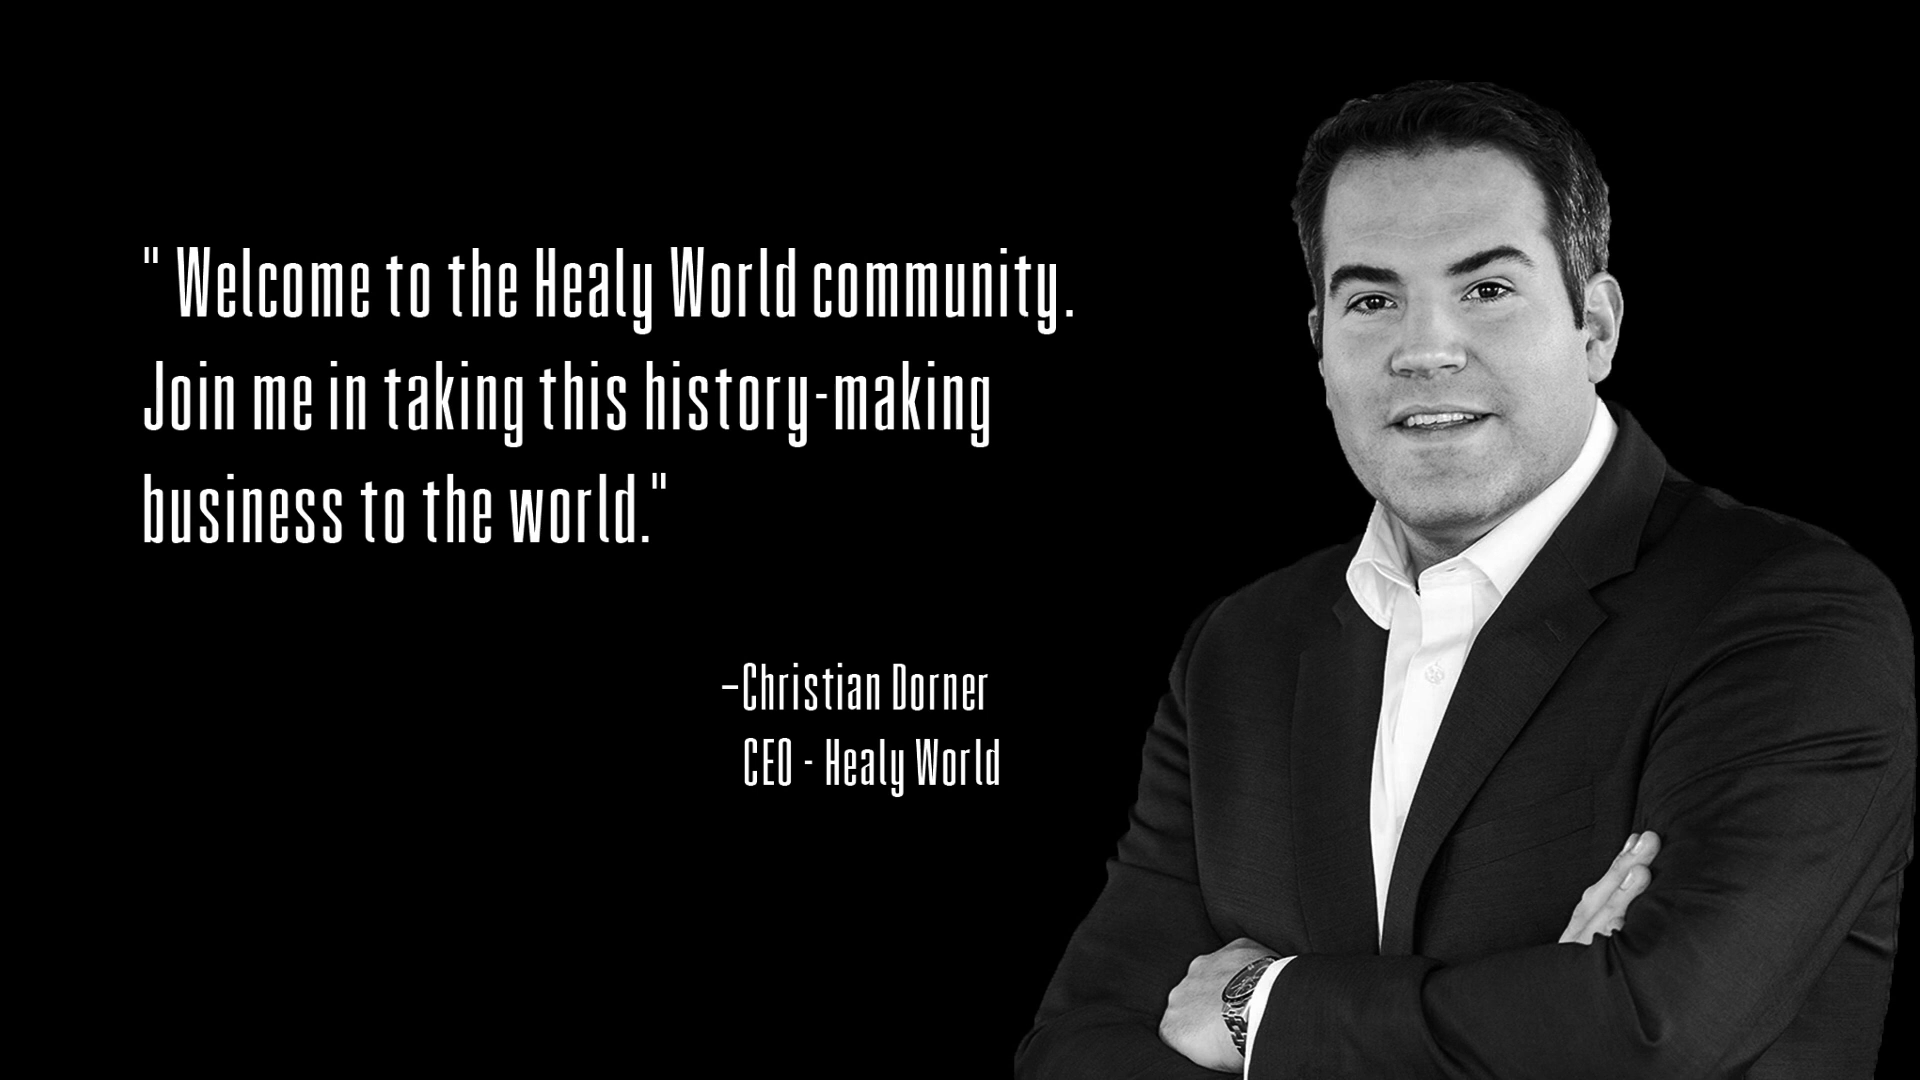 " Welcome to the Healy World community.
Join me in taking this history-making
business to the world."
–Christian Dorner
CEO - Healy World